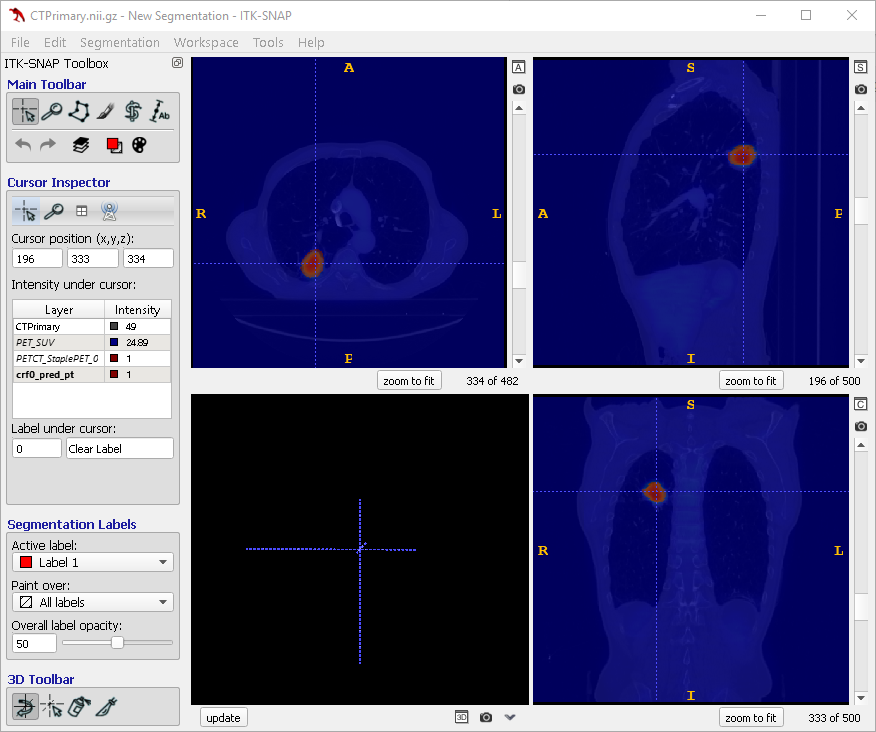 CTPrimary.nii.gz - New Segmentation - ITK-SNAP
File Edit Segmentation Workspace Tools Help
ITK-SNAP Toolbox
Main Toolbar
Ab
Cursor Inspector
Cursor position (x,y,z):
196 333 334
Intensity under cursor:
Layer Intensity
CTPrimary 49
PET_SUV 24.89
PETCT_StaplePET_0 1
crf0_pred_pt 1
Label under cursor:
0 Clear Label
Segmentation Labels
Active label:
Label 1
Paint over:
All labels
Overall label opacity:
50
3D Toolbar
A
R L
P
A
zoom to fit 334 of 482
S
A P
I
S
zoom to fit 196 of 500
update
3D
S
R L
I
C
zoom to fit 333 of 500